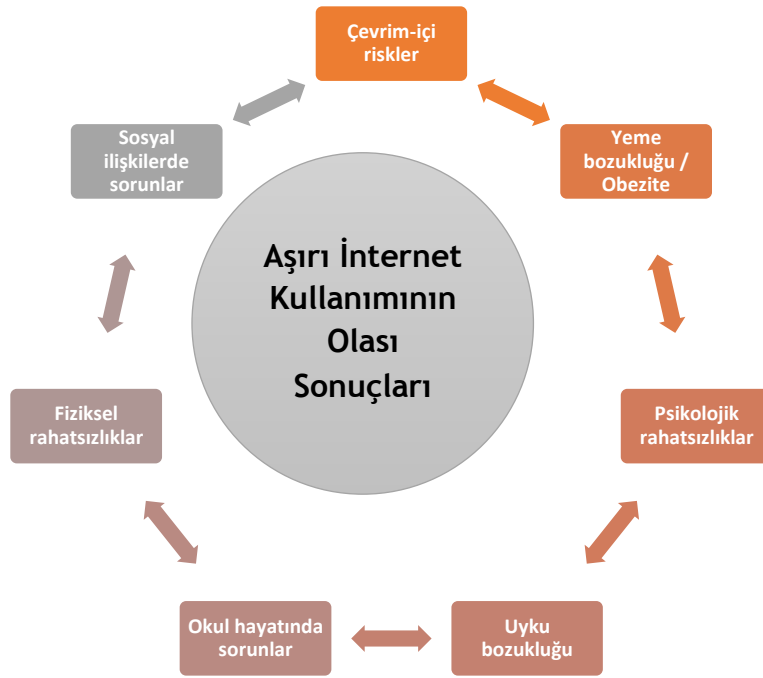 Çevrim-içi
riskler
Yeme
bozukluğu /
Obezite
Psikolojik
rahatsızlıklar
Uyku
bozukluğu
Okul hayatında
sorunlar
Fiziksel
rahatsızlıklar
Sosyal
ilişkilerde
sorunlar
Aşırı İnternet
Kullanımının
Olası
Sonuçları